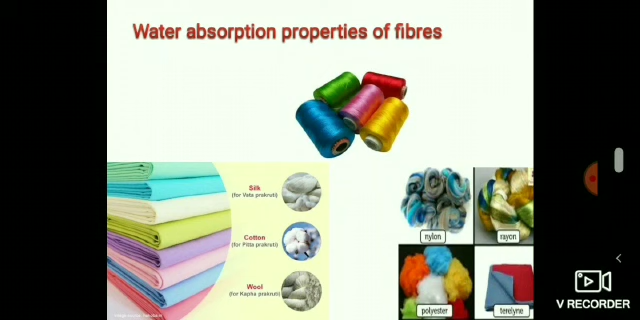 Water absorption properties of fibres
Silk
(for Vata prakruti)
Cotton
(for Pitta prakruti)
Wool
(for Kapha prakruti)
nylon
rayon
polyester
terelyne
V RECORDER